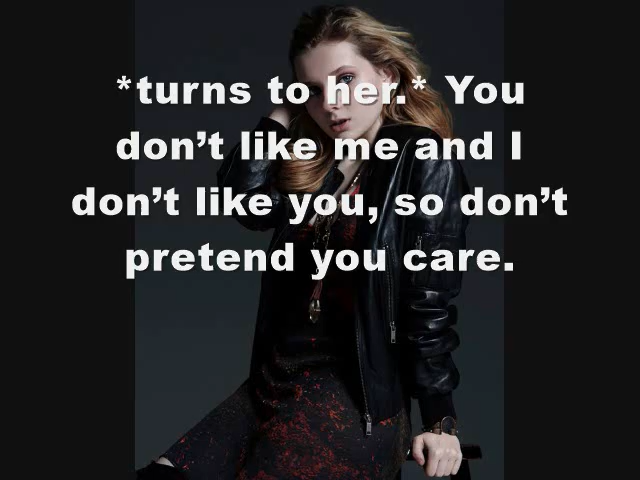 *turns to her.* You
don’t like me and I
don’t like you, so don’t
pretend you care.